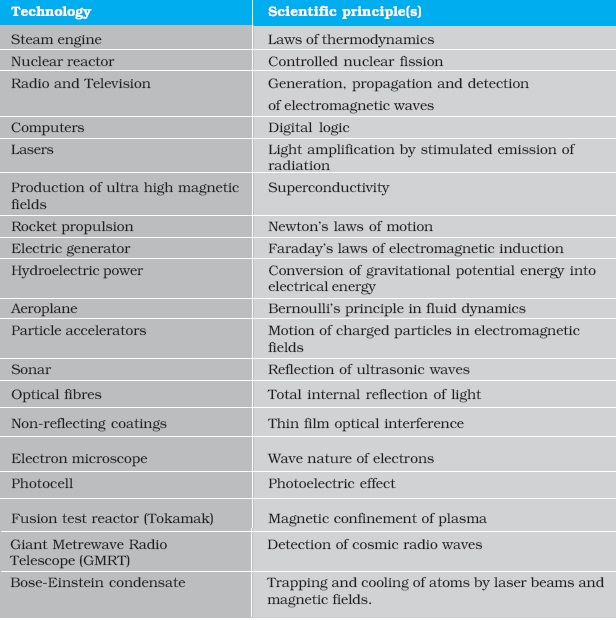 Technology Scientific principle(s)
Steam engine Laws of thermodynamics
Nuclear reactor Controlled nuclear fission
Radio and Television Generation, propagation and detection
of electromagnetic waves
Computers Digital logic
Lasers Light amplification by stimulated emission of
radiation
Production of ultra high magnetic Superconductivity
fields
Rocket propulsion Newton's laws of motion
Electric generator Faraday's laws of electromagnetic induction
Hydroelectric power Conversion of gravitational potential energy into
electrical energy
Aeroplane Bernoulli's principle in fluid dynamics
Particle accelerators Motion of charged particles in electromagnetic
fields
Sonar Reflection of ultrasonic waves
Optical fibres Total internal reflection of light
Non-reflecting coatings Thin film optical interference
Electron microscope Wave nature of electrons
Photocell Photoelectric effect
Fusion test reactor (Tokamak) Magnetic confinement of plasma
Giant Metrewave Radio Detection of cosmic radio waves
Telescope (GMRT)
Bose-Einstein condensate Trapping and cooling of atoms by laser beams and
magnetic fields.